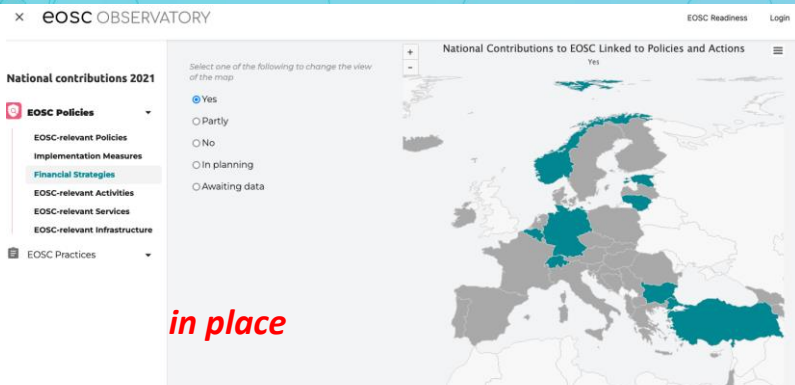 × eosc OBSERVATORY
EOSC Readiness Login
National contributions 2021
EOSC Policies
EOSC-relevant Policies
Implementation Measures
Financial Strategies
EOSC-relevant Activities
EOSC-relevant Services
EOSC-relevant Infrastructure
EOSC Practices
Select one of the following to change the view
of the map
Yes
Partly
No
In planning
Awaiting data
in place
+
-
National Contributions to EOSC Linked to Policies and Actions
Yes